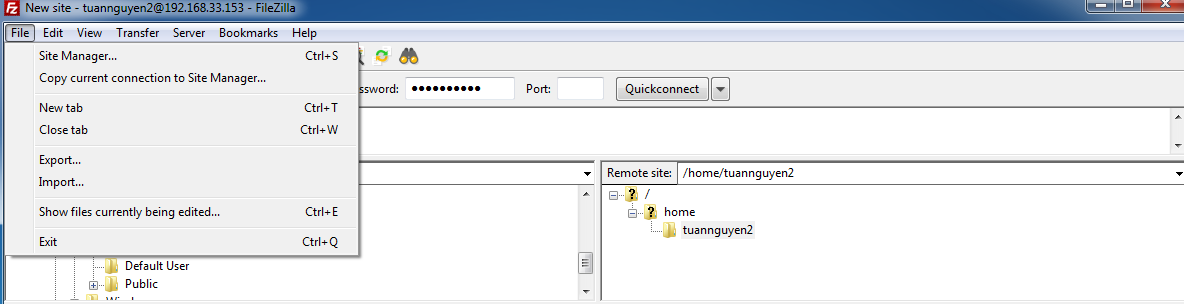 New site - tuannguyen2@192.168.33.153 - FileZilla
File Edit View Transfer Server Bookmarks Help
Site Manager... Ctrl+S
Copy current connection to Site Manager...
ssword: Port: Quickconnect
New tab Ctrl+T
Close tab Ctrl+W
Export...
Import...
Show files currently being edited... Ctrl+E
Exit Ctrl+Q
Default User
Public
Remote site: /home/tuannguyen2
/
home
tuannguyen2